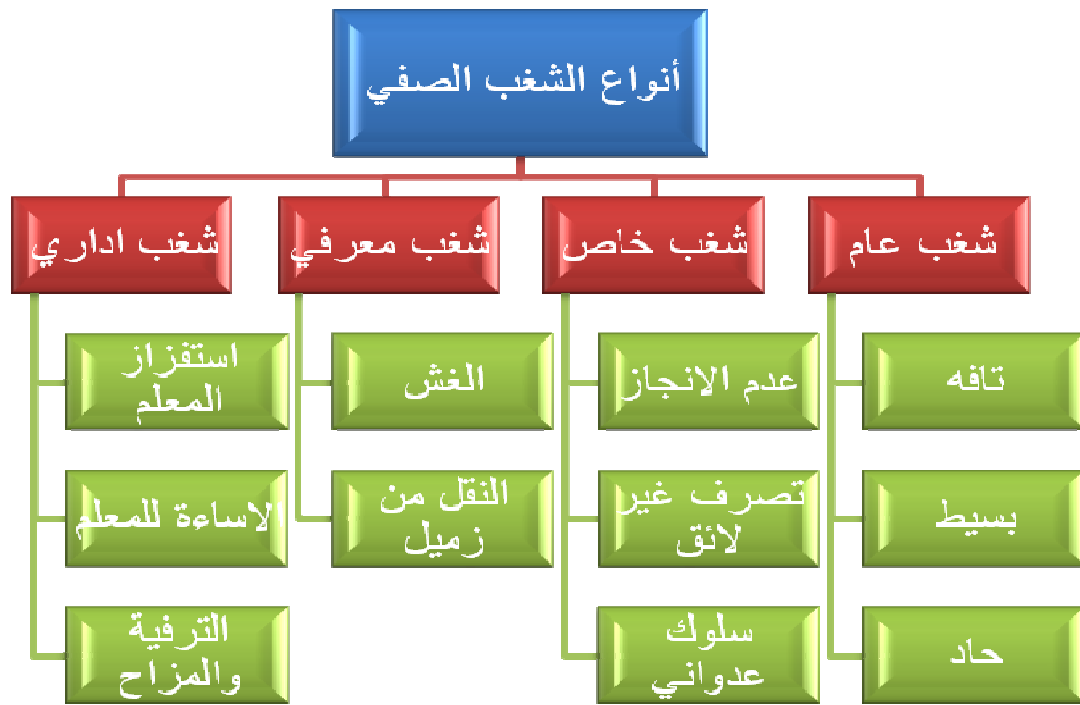 أنواع الشغب الصفي
شغب عام
شغب خاص
شغب معرفي
شغب اداري
تافه
عدم الانجاز
الغش
استفزاز
المعلم
بسيط
تصرف غير
لائق
النقل من
زميل
الاساءة للمعلم
حاد
سلوك
عدواني
الترفية
والمزاح